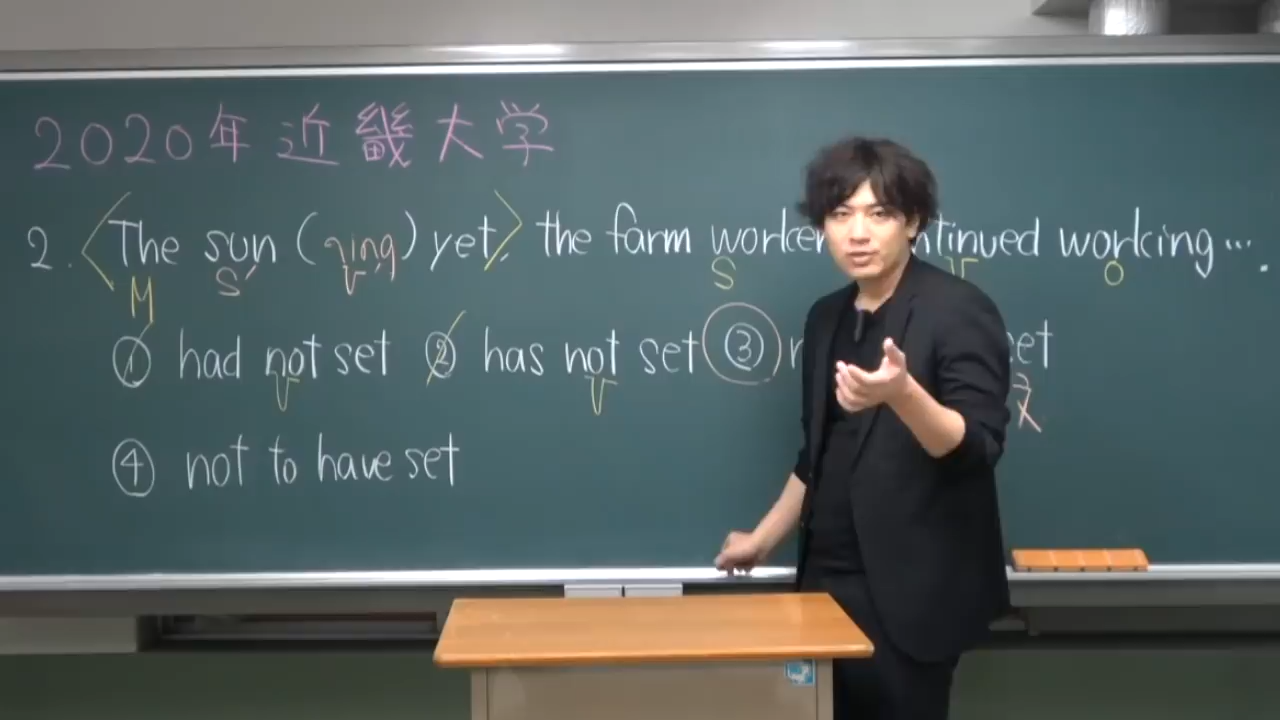 2020年近畿大学
2. 〈The sun (ving) yet,〉 the farm worker ntinued working….
M S' V' S V O
① had not set ② has not set ③ et
V V
④ not to have set